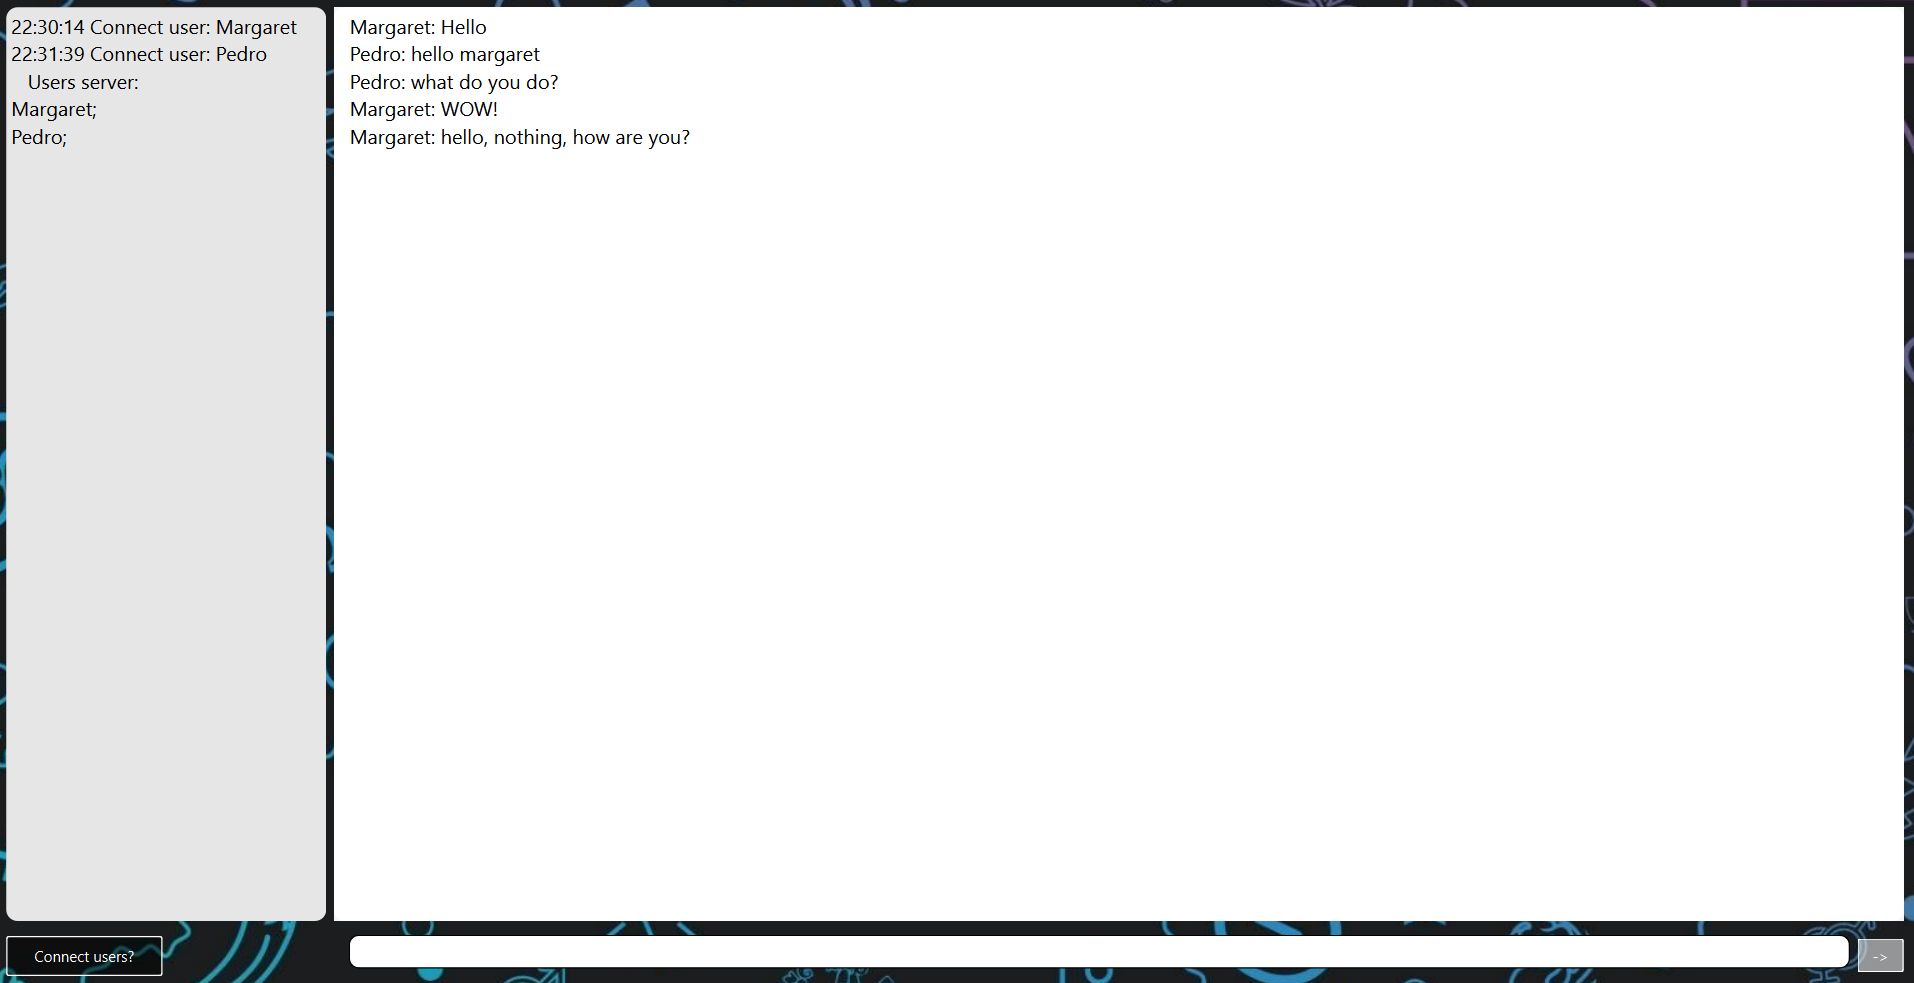 22:30:14 Connect user: Margaret
22:31:39 Connect user: Pedro
Users server:
Margaret;
Pedro;
Margaret: Hello
Pedro: hello margaret
Pedro: what do you do?
Margaret: WOW!
Margaret: hello, nothing, how are you?
Connect users?
->